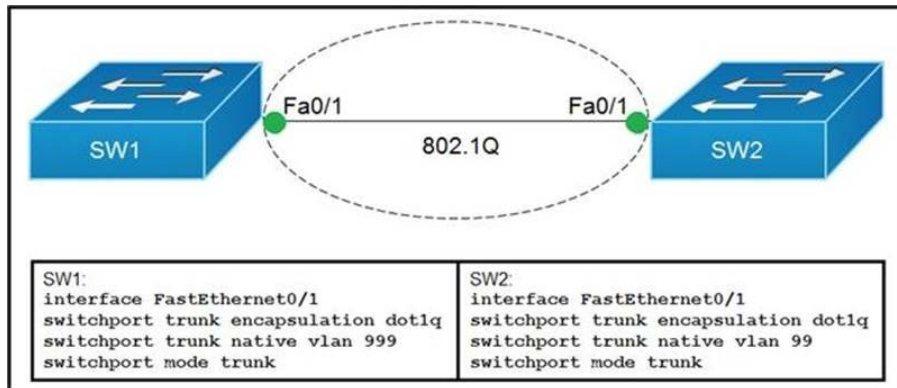 Fa0/1
Fa0/1
SW1
802.1Q
SW2
SW1:
interface FastEthernet0/1
switchport trunk encapsulation dot1q
switchport trunk native vlan 999
switchport mode trunk
SW2:
interface FastEthernet0/1
switchport trunk encapsulation dot1q
switchport trunk native vlan 99
switchport mode trunk